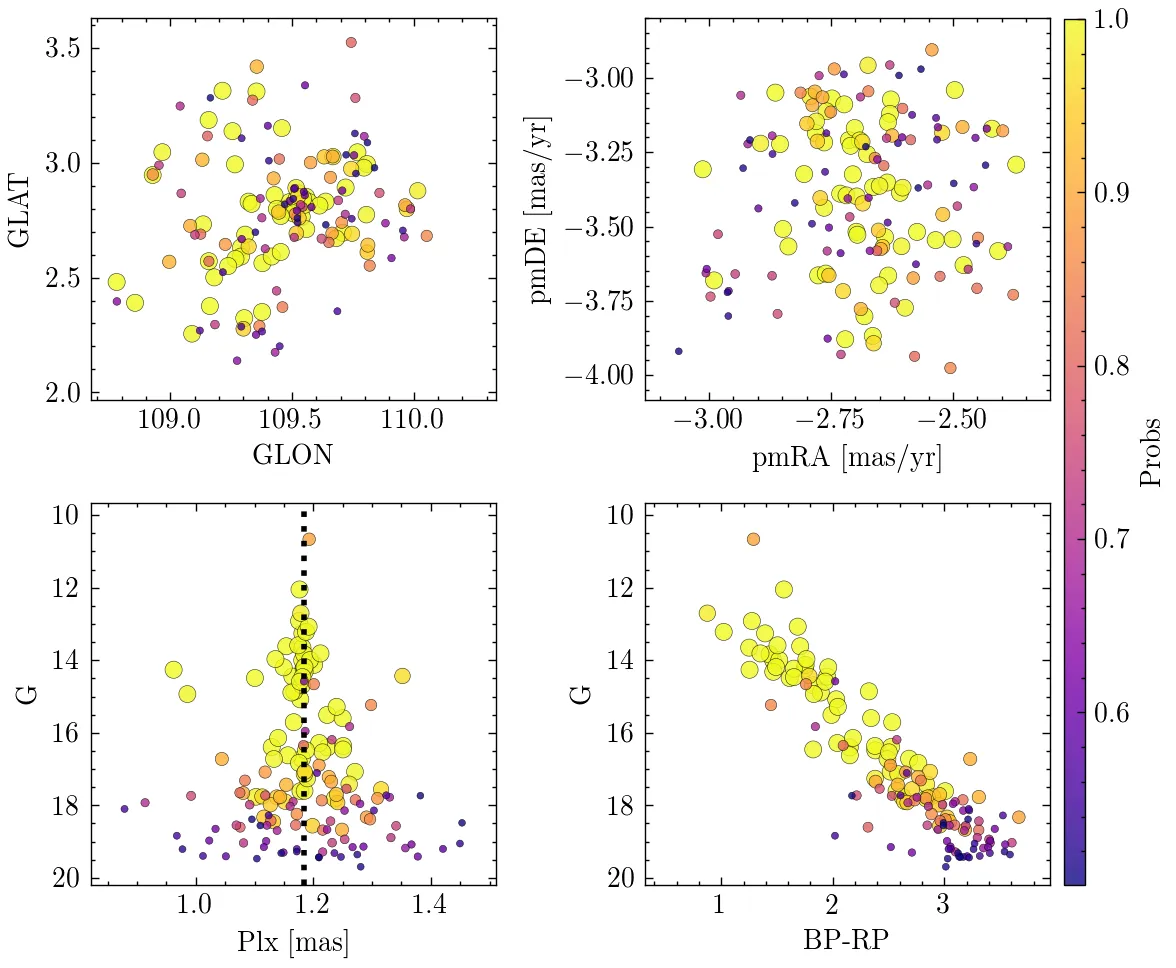 3.5
3.0
2.5
2.0
GLAT
109.0 109.5 110.0
GLON
−3.00
−3.25
−3.50
−3.75
−4.00
pmDE [mas/yr]
−3.00 −2.75 −2.50
pmRA [mas/yr]
10
12
14
16
18
20
G
1.0 1.2 1.4
Plx [mas]
10
12
14
16
18
20
G
1 2 3
BP-RP
1.0
0.9
0.8
0.7
0.6
Probs